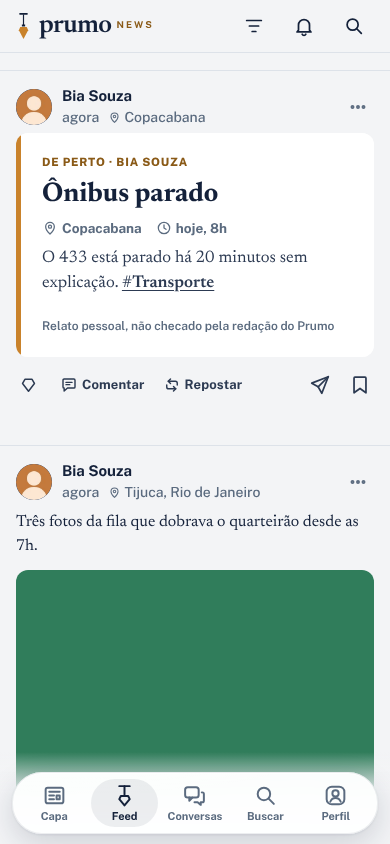 prumo NEWS
Bia Souza
agora Copacabana
DE PERTO · BIA SOUZA
Ônibus parado
Copacabana hoje, 8h
O 433 está parado há 20 minutos sem
explicação. #Transporte
Relato pessoal, não checado pela redação do Prumo
Comentar Repostar
Bia Souza
agora Tijuca, Rio de Janeiro
Três fotos da fila que dobrava o quarteirão desde as
7h.
Capa Feed Conversas Buscar Perfil